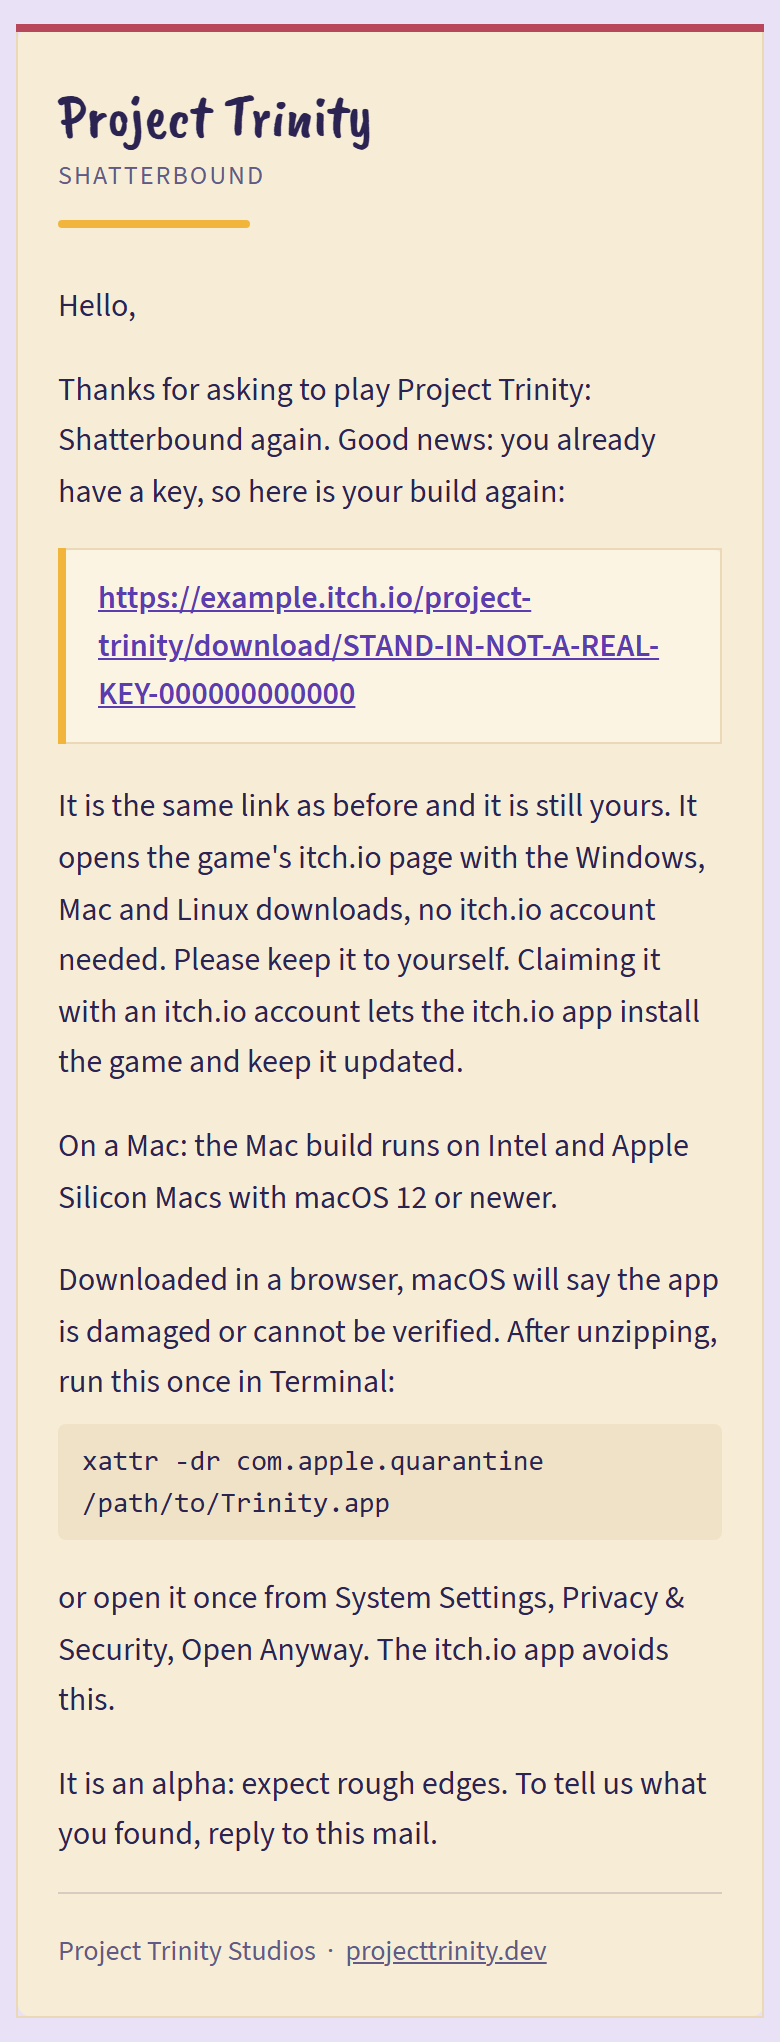 Project Trinity
SHATTERBOUND
Hello,
Thanks for asking to play Project Trinity:
Shatterbound again. Good news: you already
have a key, so here is your build again:
https://example.itch.io/project-
trinity/download/STAND-IN-NOT-A-REAL-
KEY-000000000000
It is the same link as before and it is still yours. It
opens the game's itch.io page with the Windows,
Mac and Linux downloads, no itch.io account
needed. Please keep it to yourself. Claiming it
with an itch.io account lets the itch.io app install
the game and keep it updated.
On a Mac: the Mac build runs on Intel and Apple
Silicon Macs with macOS 12 or newer.
Downloaded in a browser, macOS will say the app
is damaged or cannot be verified. After unzipping,
run this once in Terminal:
xattr -dr com.apple.quarantine
/path/to/Trinity.app
or open it once from System Settings, Privacy &
Security, Open Anyway. The itch.io app avoids
this.
It is an alpha: expect rough edges. To tell us what
you found, reply to this mail.
Project Trinity Studios · projecttrinity.dev